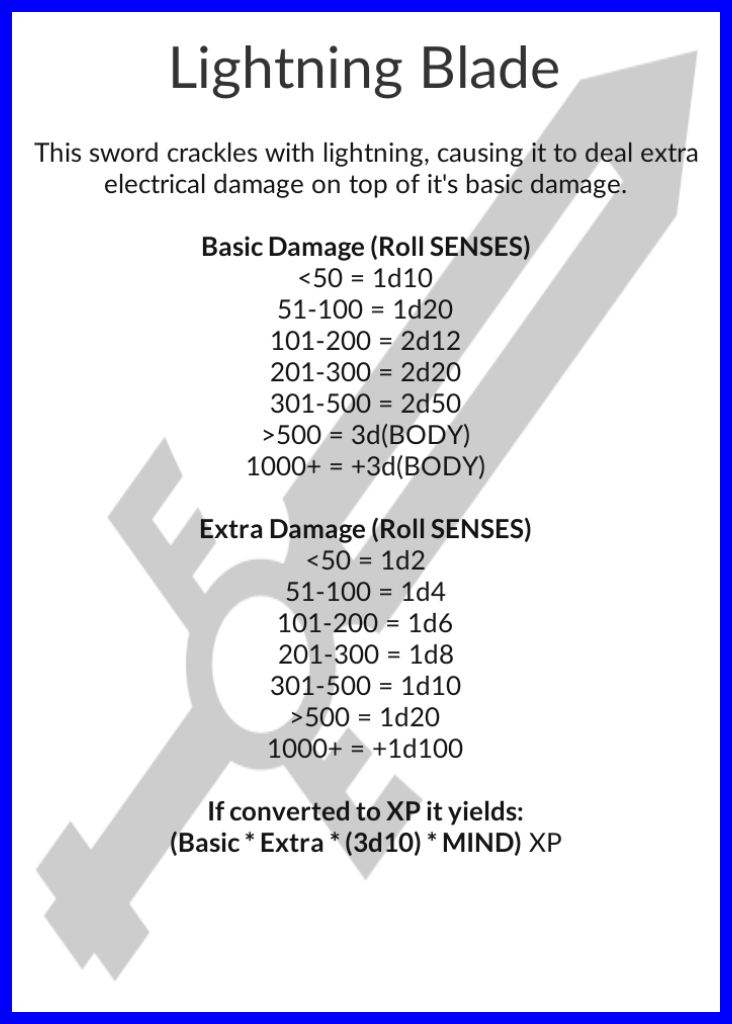 Lightning Blade
This sword crackles with lightning, causing it to deal extra
electrical damage on top of it's basic damage.
Basic Damage (Roll SENSES)
<50 = 1d10
51-100 = 1d20
101-200 = 2d12
201-300 = 2d20
301-500 = 2d50
>500 = 3d(BODY)
1000+ = +3d(BODY)
Extra Damage (Roll SENSES)
<50 = 1d2
51-100 = 1d4
101-200 = 1d6
201-300 = 1d8
301-500 = 1d10
>500 = 1d20
1000+ = +1d100
If converted to XP it yields:
(Basic * Extra * (3d10) * MIND) XP